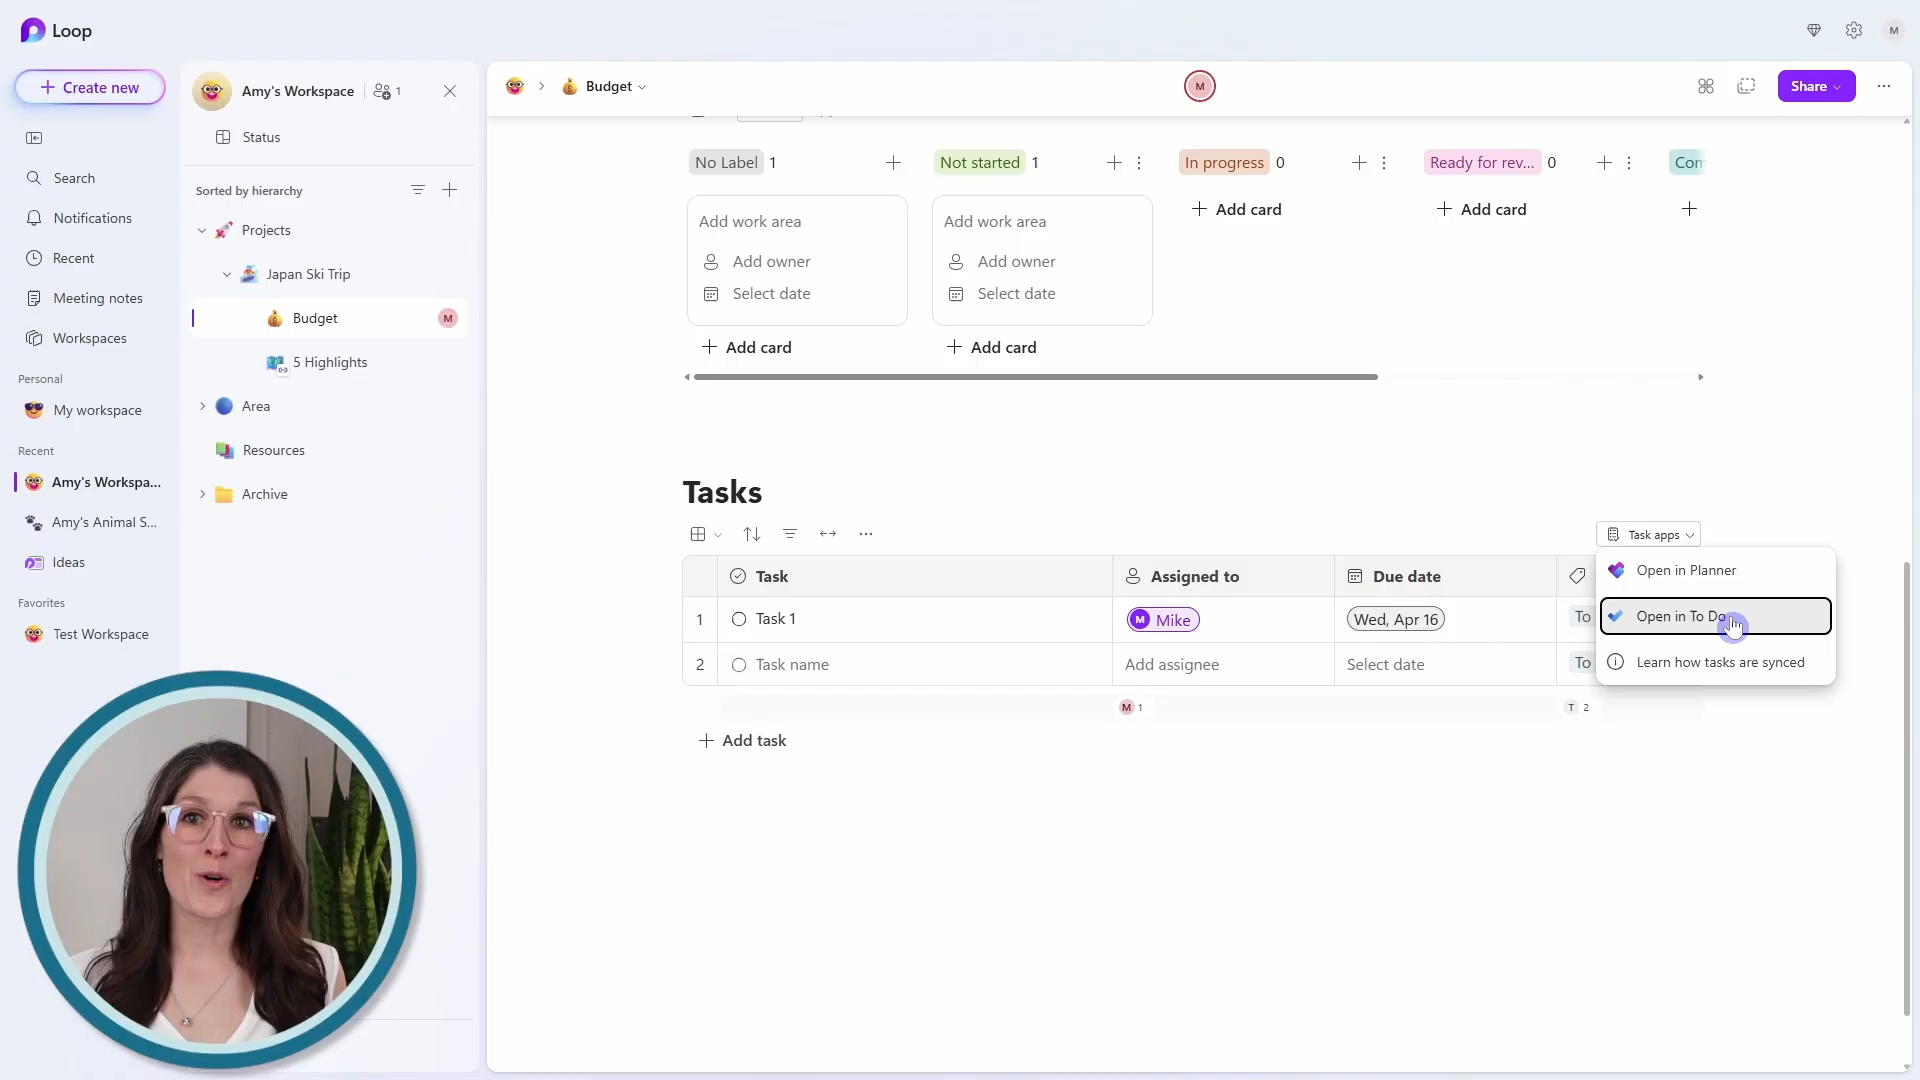 Loop
M
Create new
Amy's Workspace
1
Budget
M
Share
Status
Search
Sorted by hierarchy
Notifications
Projects
Recent
Japan Ski Trip
Meeting notes
Budget
M
Workspaces
5 Highlights
Personal
My workspace
Area
Recent
Resources
Amy's Workspa...
Archive
Amy's Animal S...
Ideas
Favorites
Test Workspace
No Label 1
Not started 1
In progress 0
Ready for rev... 0
Com
Add work area
Add owner
Select date
Add card
Add work area
Add owner
Select date
Add card
Add card
Add card
Tasks
Task apps
Open in Planner
Open in To Do
Learn how tasks are synced
Task
Assigned to
Due date
1
Task 1
M Mike
Wed, Apr 16
To
2
Task name
Add assignee
Select date
To
M 1
T 2
Add task